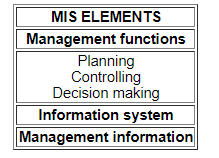 MIS ELEMENTS
Management functions
Planning
Controlling
Decision making
Information system
Management information